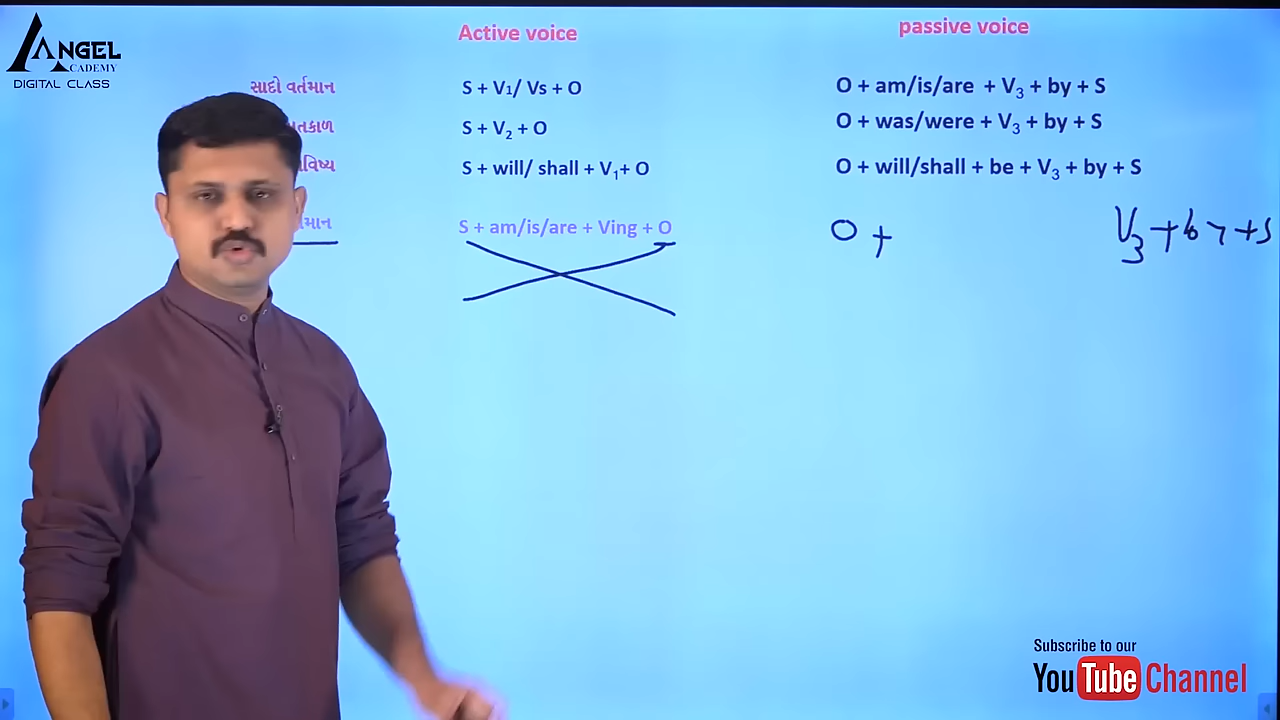 ANGEL
ACADEMY
DIGITAL CLASS
Active voice
passive voice
સાદો વર્તમાન
S + V1/ Vs + O
O + am/is/are + V3 + by + S
S + V2 + O
O + was/were + V3 + by + S
S + will/ shall + V1+ O
O + will/shall + be + V3 + by + S
S + am/is/are + Ving + O
O +
V3 + by + S
Subscribe to our
YouTube Channel